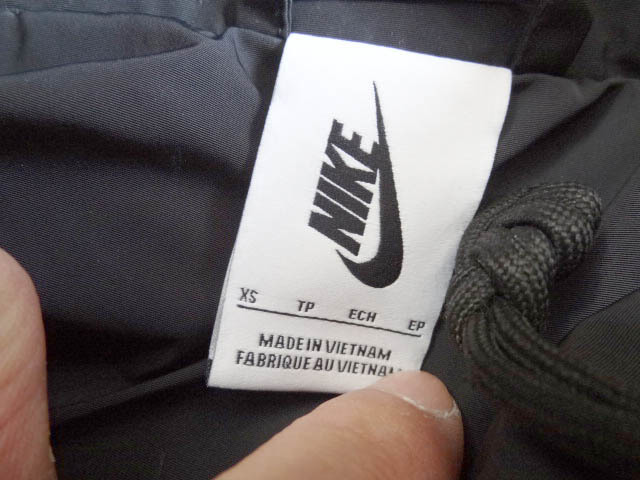 NIKE
XS TP ECH EP
MADE IN VIETNAM
FABRIQUE AU VIETNAM